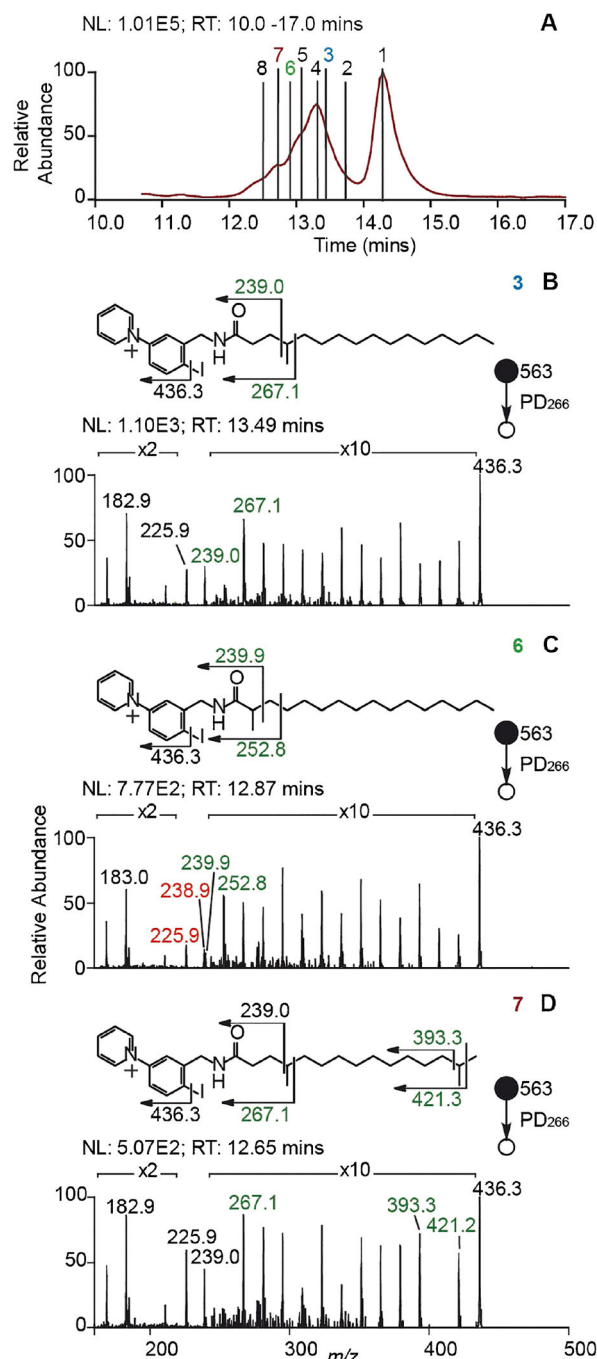 NL: 1.01E5; RT: 10.0 -17.0 mins
A
8 7 6 5 4 3 2 1
Relative
Abundance
100
50
0
10.0 11.0 12.0 13.0 14.0 15.0 16.0 17.0
Time (mins)
3 B
239.0
O
N
+
I
N
H
436.3
267.1
563
PD266
NL: 1.10E3; RT: 13.49 mins
x2
x10
100
50
0
182.9
225.9
239.0
267.1
436.3
6 C
239.9
O
N
+
I
N
H
436.3
252.8
563
PD266
NL: 7.77E2; RT: 12.87 mins
x2
x10
Relative Abundance
100
50
0
183.0
225.9
238.9
239.9
252.8
436.3
7 D
239.0
O
393.3
N
+
I
N
H
436.3
267.1
421.3
563
PD266
NL: 5.07E2; RT: 12.65 mins
x2
x10
100
50
0
182.9
225.9
239.0
267.1
393.3
421.2
436.3
200 300 400 500
m/z